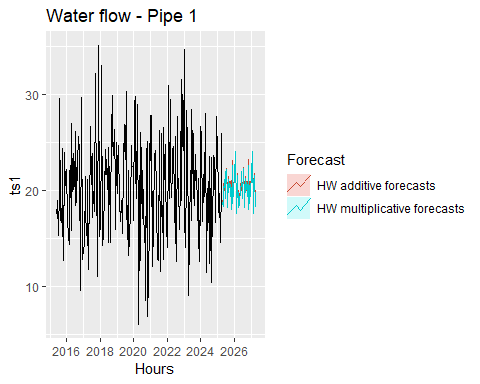 Water flow - Pipe 1
ts1
30
20
10
2016 2018 2020 2022 2024 2026
Hours
Forecast
HW additive forecasts
HW multiplicative forecasts